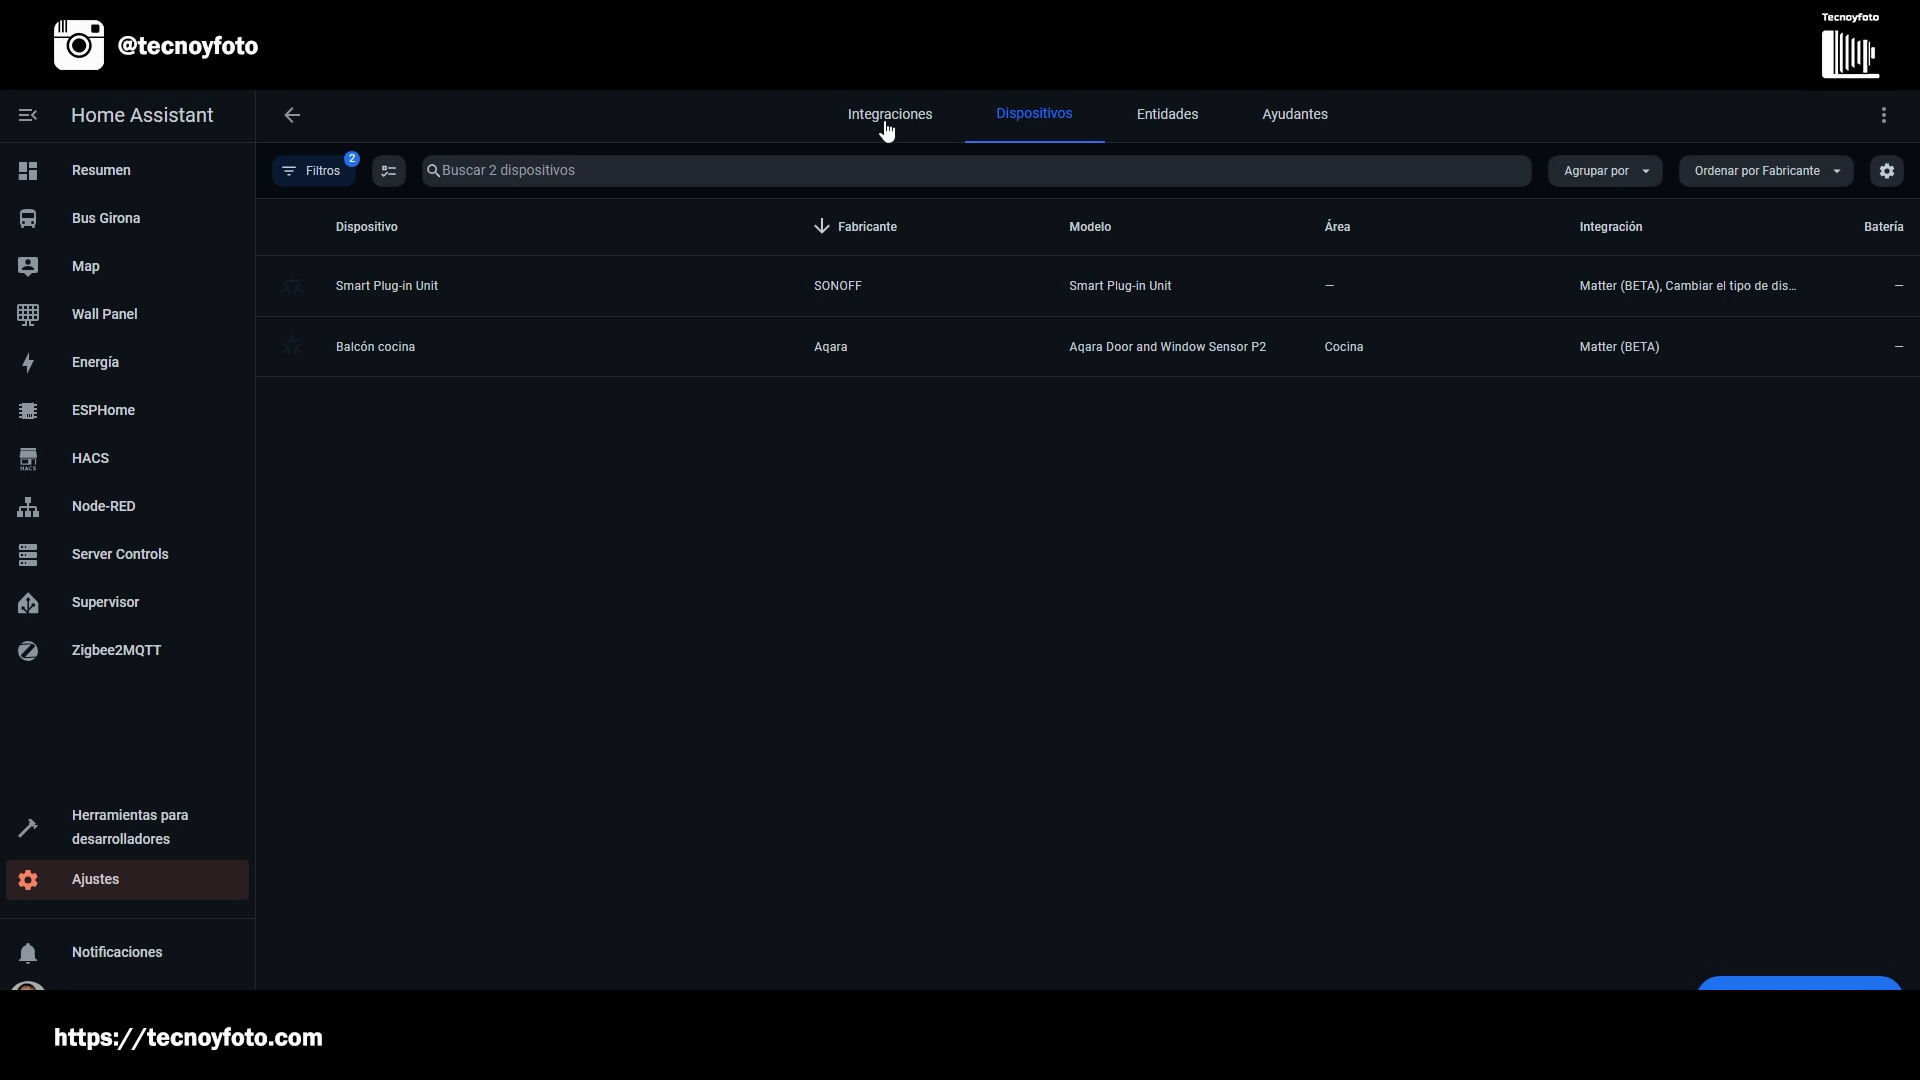 @tecnoyfoto
Tecnoyfoto
Home Assistant
Integraciones
Dispositivos
Entidades
Ayudantes
Resumen
Bus Girona
Map
Wall Panel
Energía
ESPHome
HACS
HACS
Node-RED
Server Controls
Supervisor
Zigbee2MQTT
Herramientas para
desarrolladores
Ajustes
Notificaciones
Filtros
2
Buscar 2 dispositivos
Agrupar por
Ordenar por Fabricante
Dispositivo Fabricante Modelo Área Integración Batería
Smart Plug-in Unit SONOFF Smart Plug-in Unit — Matter (BETA), Cambiar el tipo de dis... —
Balcón cocina Aqara Aqara Door and Window Sensor P2 Cocina Matter (BETA) —
https://tecnoyfoto.com